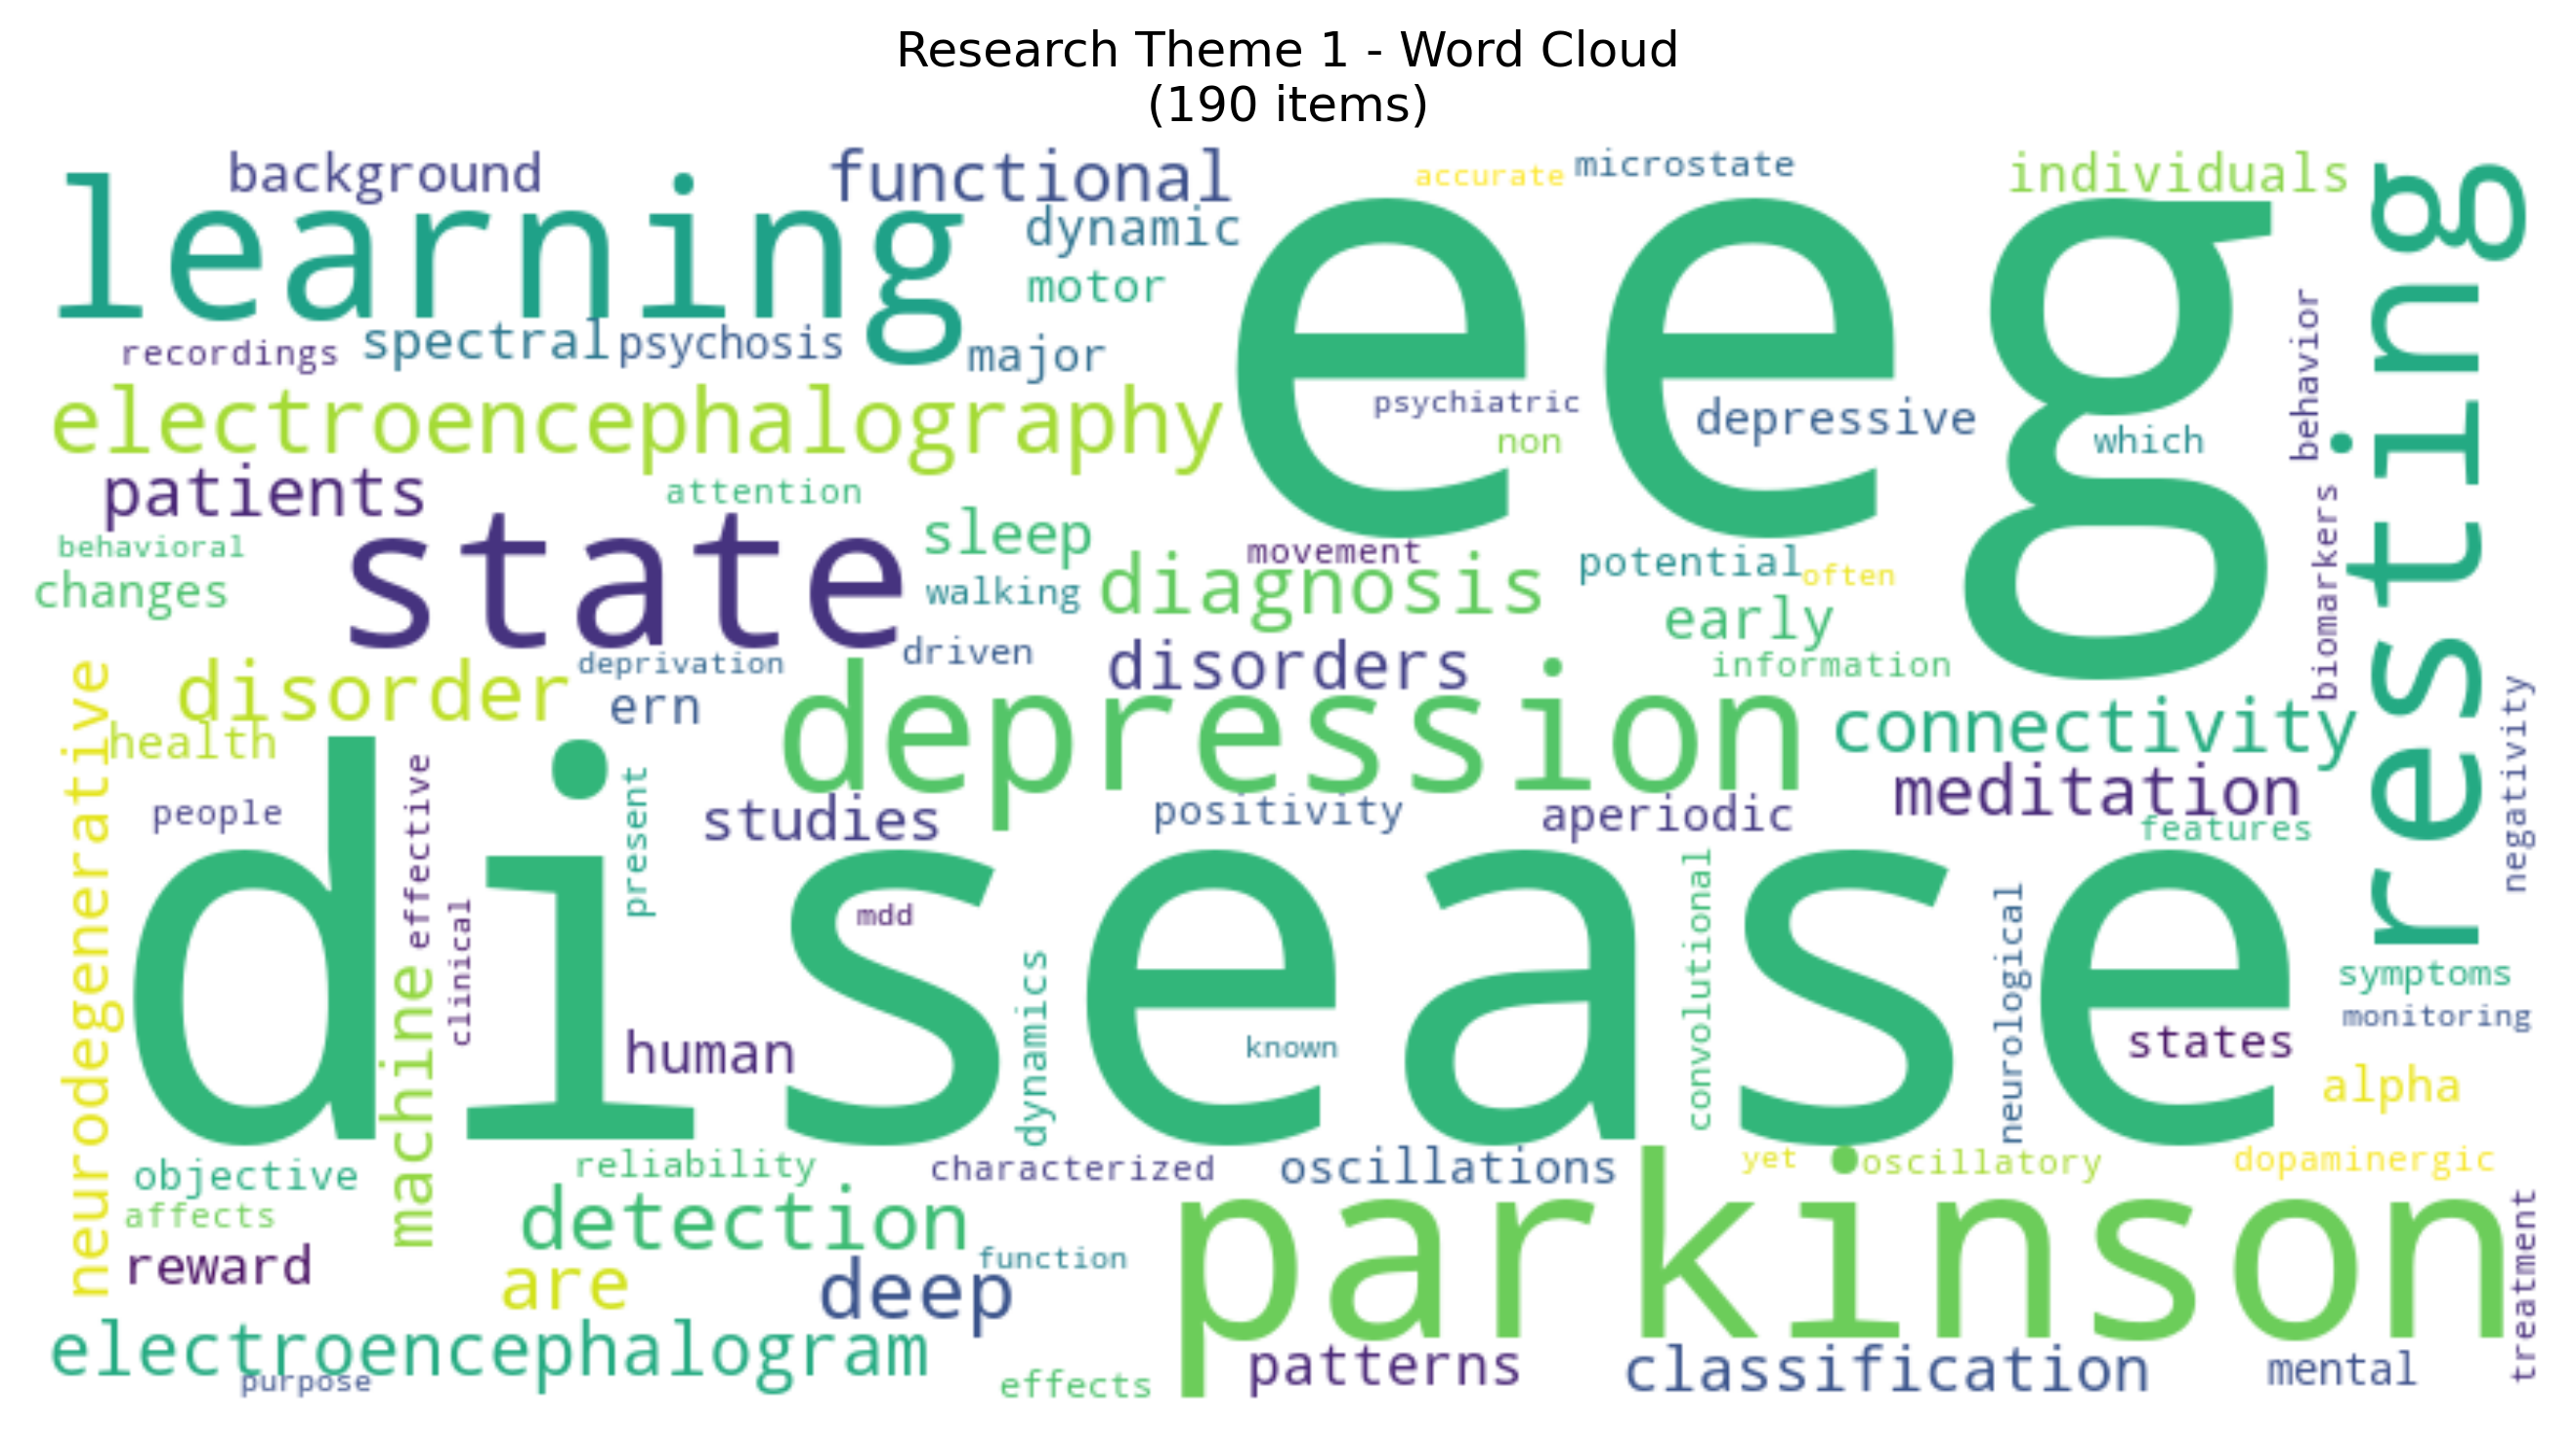 Research Theme 1 - Word Cloud
(190 items)
background
functional
accurate
microstate
individuals
learning
dynamic
eeg
resting
motor
recordings
spectral
psychosis
major
behavior
electroencephalography
psychiatric
depressive
non
which
patients
attention
state
sleep
behavioral
changes
walking
movement
diagnosis
potential
often
early
biomarkers
disorder
deprivation
driven
ern
disorders
information
neurodegenerative
health
depression
connectivity
negativity
people
effective
present
studies
positivity
aperiodic
meditation
features
disease
mdd
clinical
machine
human
dynamics
known
convolutional
neurological
states
symptoms
monitoring
alpha
objective
reliability
characterized
oscillations
yet
oscillatory
dopaminergic
affects
detection
parkinson
reward
are
deep
function
treatment
electroencephalogram
purpose
effects
patterns
classification
mental